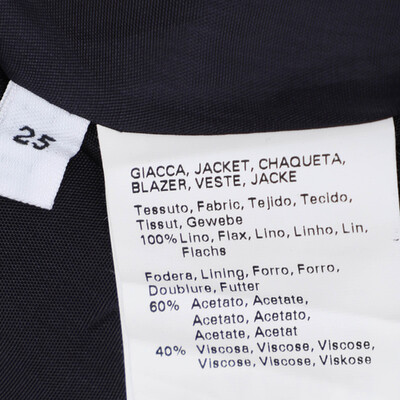 25
GIACCA, JACKET, CHAQUETA,
BLAZER, VESTE, JACKE
Tessuto, Fabric, Tejido, Tecido,
Tissut, Gewebe
100% Lino, Flax, Lino, Linho, Lin,
Flachs
Fodera, Lining, Forro, Forro,
Doublure, Futter
60% Acetato, Acetate,
Acetato, Acetato,
Acetate, Acetat
40% Viscosa, Viscose, Viscosa,
Viscose, Viscose, Viskose